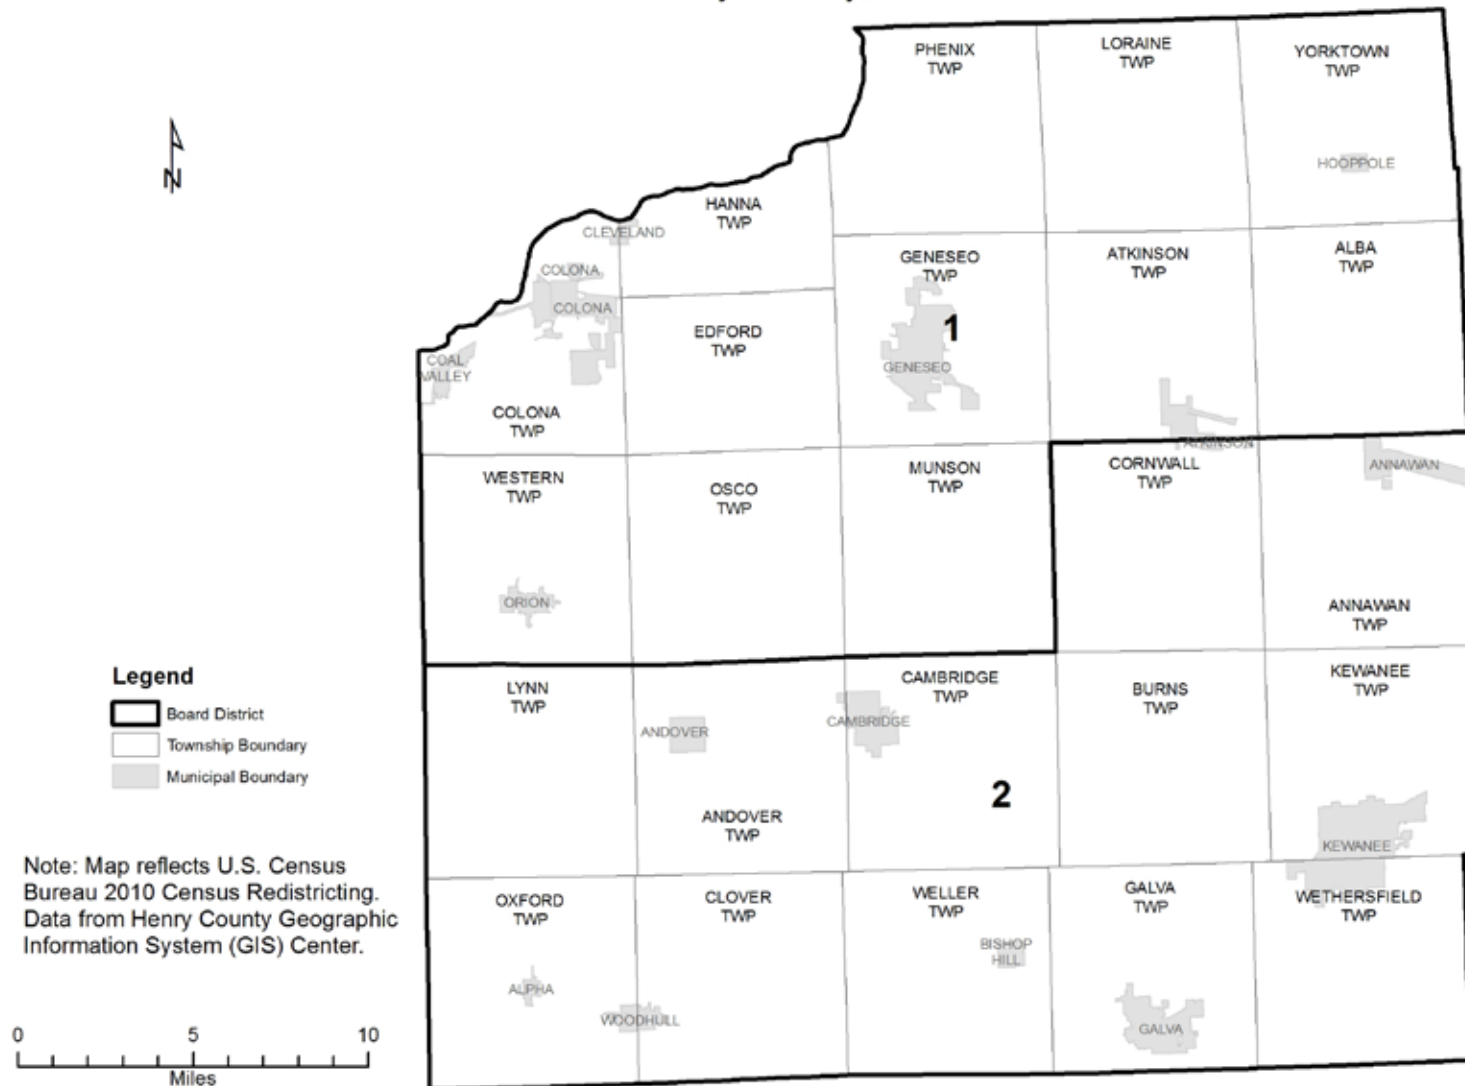 PHENIX
TWP
LORAINE
TWP
YORKTOWN
TWP
HOOPPOLE
N
HANNA
TWP
CLEVELAND
COLONA
COLONA
GENESEO
TWP
ATKINSON
TWP
ALBA
TWP
1
EDFORD
TWP
GENESEO
COAL
VALLEY
COLONA
TWP
ATKINSON
WESTERN
TWP
OSCO
TWP
MUNSON
TWP
CORNWALL
TWP
ANNAWAN
ORION
ANNAWAN
TWP
Legend
Board District
Township Boundary
Municipal Boundary
LYNN
TWP
ANDOVER
CAMBRIDGE
TWP
CAMBRIDGE
BURNS
TWP
KEWANEE
TWP
2
ANDOVER
TWP
KEWANEE
Note: Map reflects U.S. Census
Bureau 2010 Census Redistricting.
Data from Henry County Geographic
Information System (GIS) Center.
OXFORD
TWP
CLOVER
TWP
WELLER
TWP
GALVA
TWP
WETHERSFIELD
TWP
BISHOP
HILL
ALPHA
WOODHULL
GALVA
0 5 10
Miles